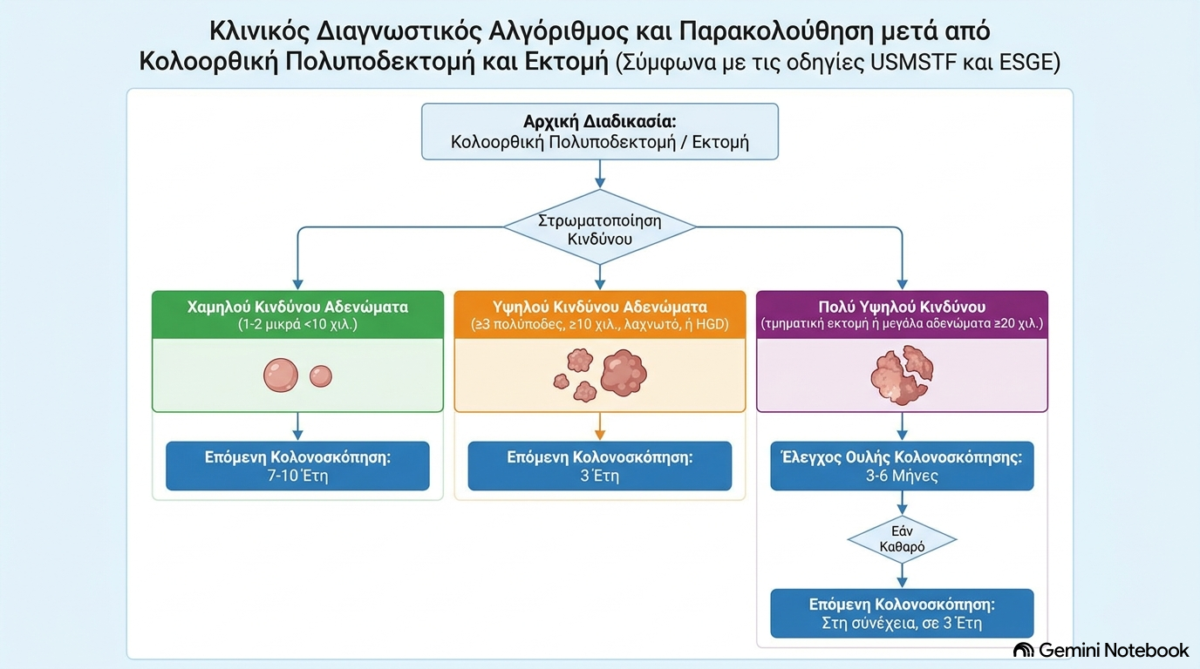 Κλινικός Διαγνωστικός Αλγόριθμος και Παρακολούθηση μετά από
Κολοορθική Πολυποδεκτομή και Εκτομή (Σύμφωνα με τις οδηγίες USMSTF και ESGE)
Αρχική Διαδικασία:
Κολοορθική Πολυποδεκτομή / Εκτομή
Στρωματοποίηση
Κινδύνου
Χαμηλού Κινδύνου Αδενώματα
(1-2 μικρά <10 χιλ.)
Επόμενη Κολονοσκόπηση:
7-10 Έτη
Υψηλού Κινδύνου Αδενώματα
(≥3 πολύποδες, ≥10 χιλ., λαχνωτό, ή HGD)
Επόμενη Κολονοσκόπηση:
3 Έτη
Πολύ Υψηλού Κινδύνου
(τμηματική εκτομή ή μεγάλα αδενώματα ≥20 χιλ.)
Έλεγχος Ουλής Κολονοσκόπησης:
3-6 Μήνες
Εάν
Καθαρό
Επόμενη Κολονοσκόπηση:
Στη συνέχεια, σε 3 Έτη
Gemini Notebook